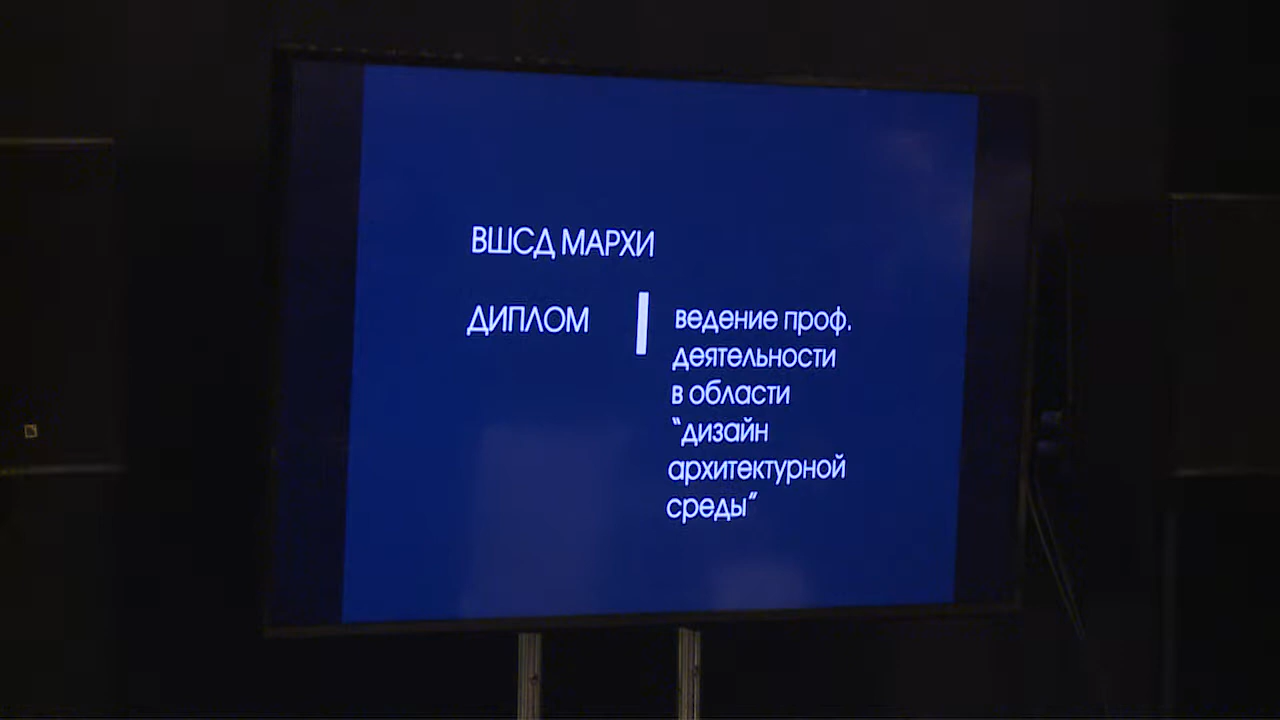 ВШСД МАРХИ
ДИПЛОМ
ведение проф.
деятельности
в области
“дизайн
архитектурной
среды”